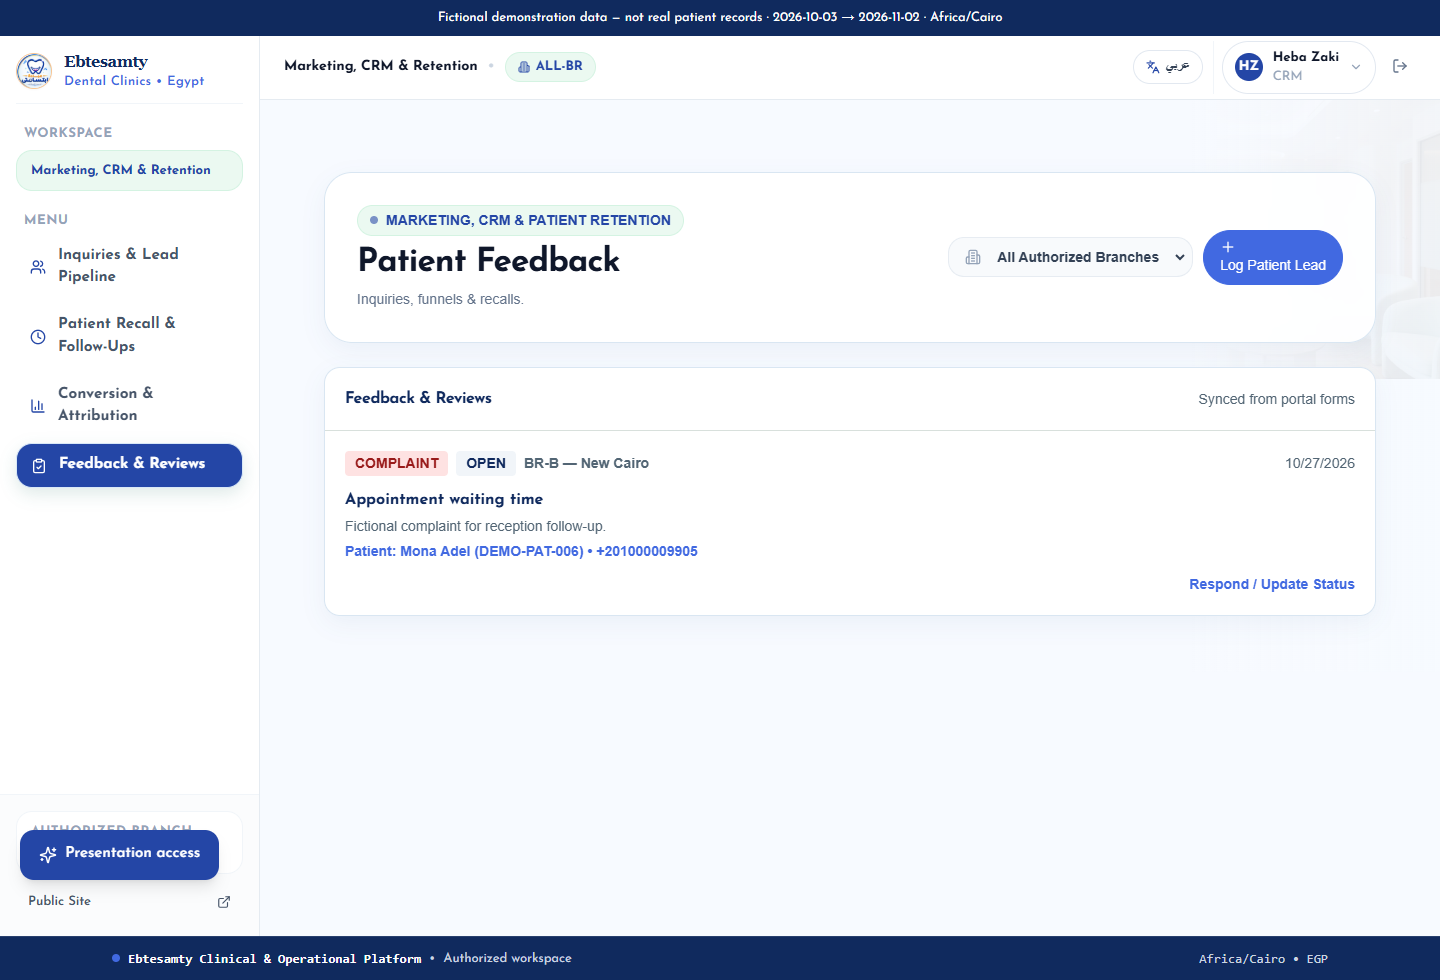 Fictional demonstration data — not real patient records · 2026-10-03 → 2026-11-02 · Africa/Cairo
Ebtesamty
Dental Clinics • Egypt
Marketing, CRM & Retention • ALL-BR
عربي
HZ
Heba Zaki
CRM
WORKSPACE
Marketing, CRM & Retention
MENU
Inquiries & Lead
Pipeline
Patient Recall &
Follow-Ups
Conversion &
Attribution
Feedback & Reviews
MARKETING, CRM & PATIENT RETENTION
Patient Feedback
Inquiries, funnels & recalls.
All Authorized Branches
Log Patient Lead
Feedback & Reviews
Synced from portal forms
COMPLAINT OPEN BR-B — New Cairo
10/27/2026
Appointment waiting time
Fictional complaint for reception follow-up.
Patient: Mona Adel (DEMO-PAT-006) • +201000009905
Respond / Update Status
AUTHORIZED BRANCH
Presentation access
Public Site
Ebtesamty Clinical & Operational Platform • Authorized workspace
Africa/Cairo • EGP